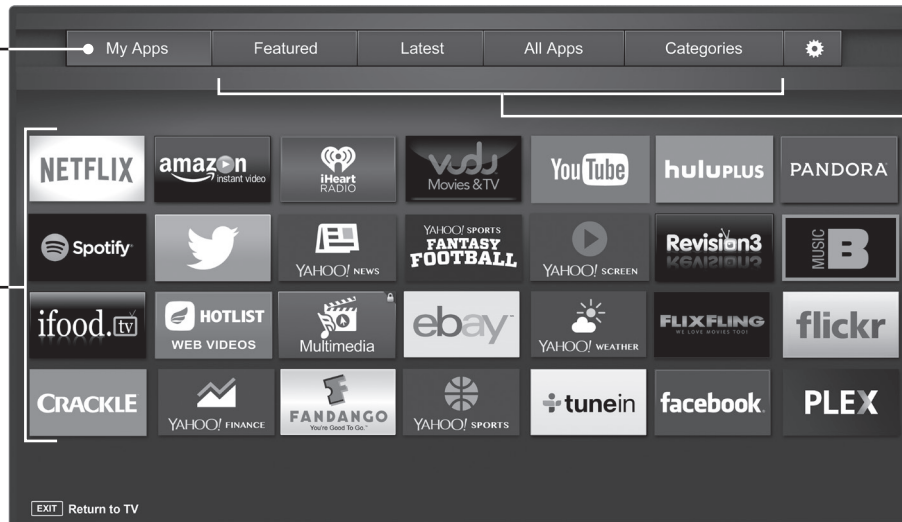 My Apps Featured Latest All Apps Categories
NETFLIX
amazon
instant video
iHeart
RADIO
vudu
Movies & TV
YouTube
huluPLUS
PANDORA
Spotify
YAHOO! NEWS
YAHOO! SPORTS
FANTASY
FOOTBALL
YAHOO! SCREEN
Revision3
MUSIC
B
ifood.tv
HOTLIST
WEB VIDEOS
Multimedia
ebay
YAHOO! WEATHER
FLIXFLING
WE LOVE MOVIES TOO!
flickr
CRACKLE
YAHOO! FINANCE
F
FANDANGO
You're Good To Go.™
YAHOO! SPORTS
tunein
facebook.
PLEX
EXIT Return to TV